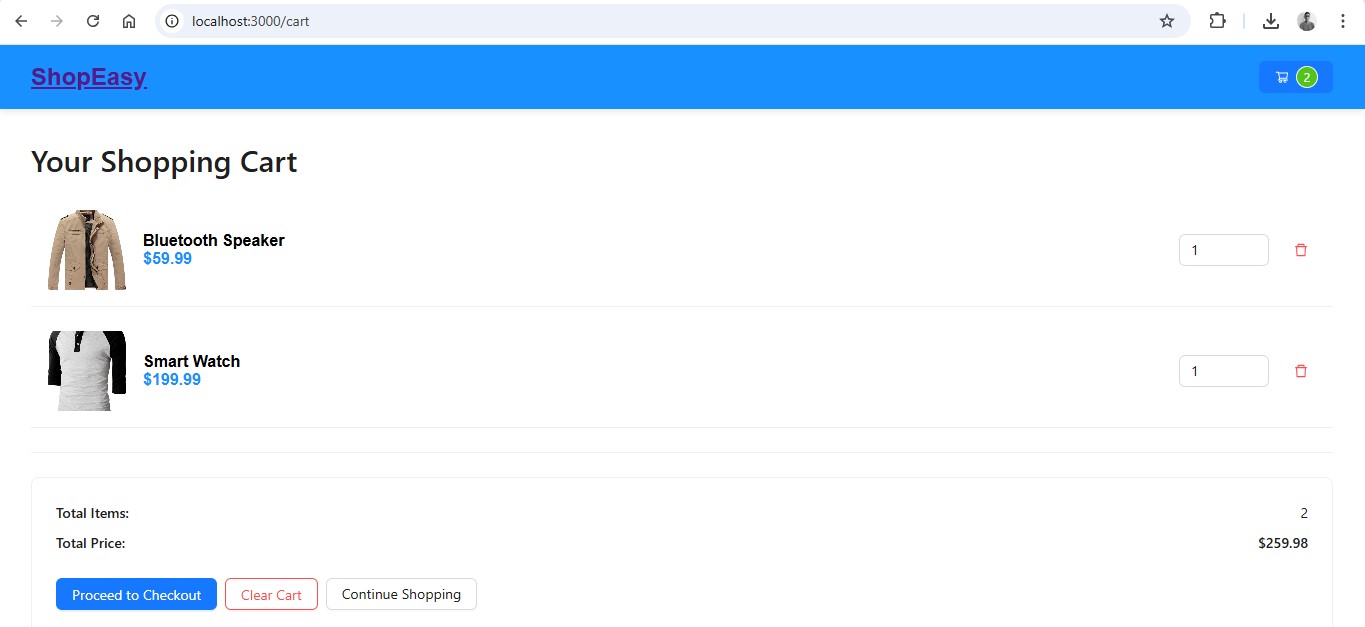 localhost:3000/cart
ShopEasy
2
Your Shopping Cart
Bluetooth Speaker
$59.99
1
Smart Watch
$199.99
1
Total Items: 2
Total Price: $259.98
Proceed to Checkout Clear Cart Continue Shopping